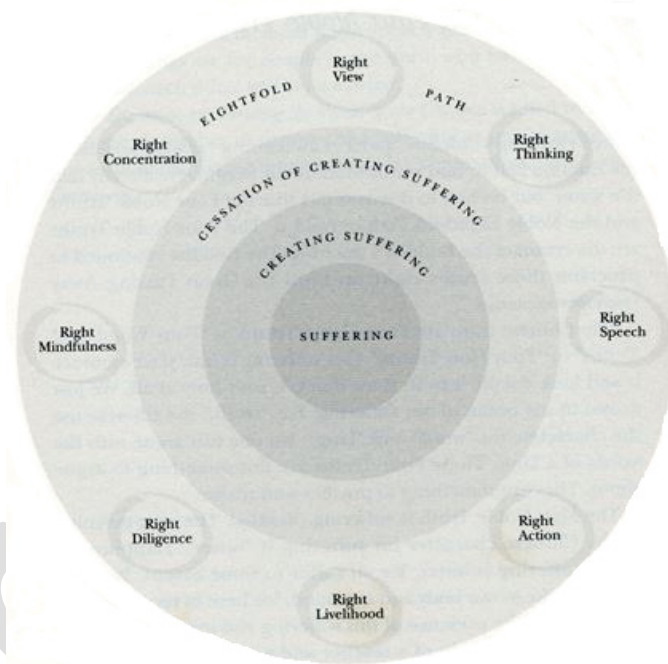 Right
View
EIGHTFOLD PATH
Right
Concentration
Right
Thinking
CESSATION OF CREATING SUFFERING
CREATING SUFFERING
Right
Mindfulness
SUFFERING
Right
Speech
Right
Diligence
Right
Action
Right
Livelihood